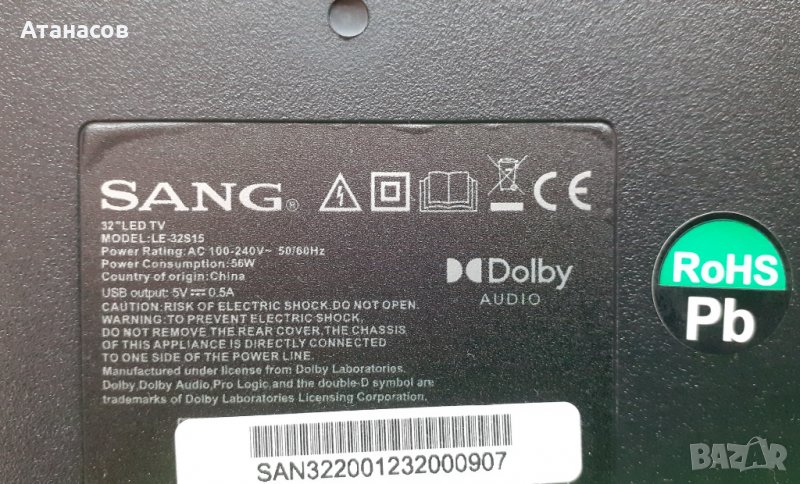 Атанасов
SANG®
32"LED TV
MODEL:LE-32S15
Power Rating:AC 100-240V~ 50/60Hz
Power Consumption:56W
Country of origin:China
USB output: 5V⎓0.5A
CAUTION:RISK OF ELECTRIC SHOCK.DO NOT OPEN.
WARNING:TO PREVENT ELECTRIC SHOCK,
DO NOT REMOVE THE REAR COVER,THE CHASSIS
OF THIS APPLIANCE IS DIRECTLY CONNECTED
TO ONE SIDE OF THE POWER LINE.
Manufactured under license from Dolby Laboratories.
Dolby,Dolby Audio,Pro Logic,and the double-D symbol are
trademarks of Dolby Laboratories Licensing Corporation.
CE
Dolby
AUDIO
RoHS
Pb
SAN322001232000907
BAZAR
bg